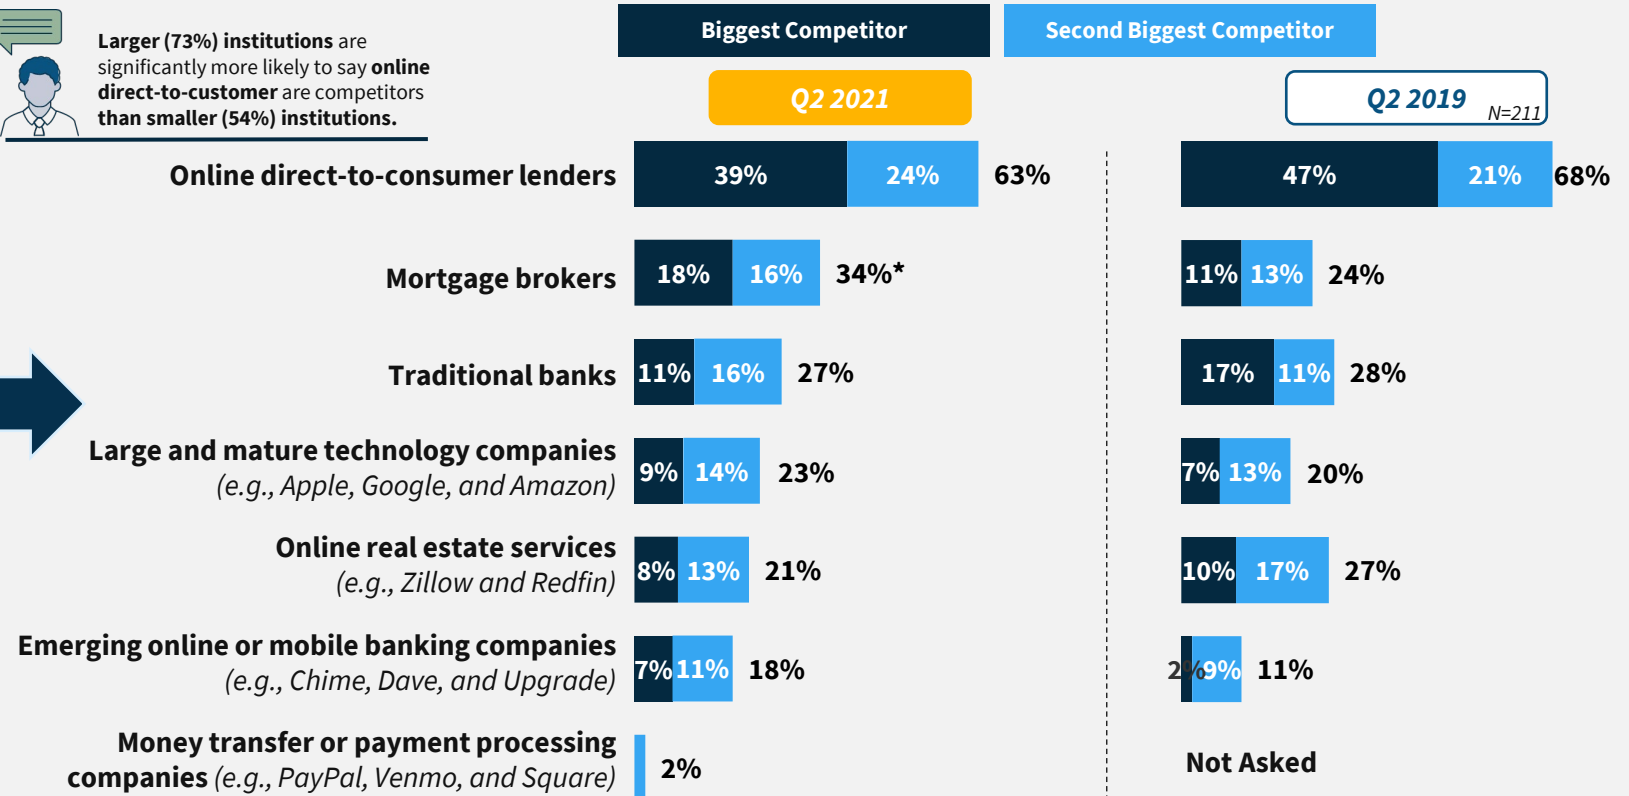 Larger (73%) institutions are
significantly more likely to say online
direct-to-customer are competitors
than smaller (54%) institutions.
Biggest Competitor
Second Biggest Competitor
Q2 2021
Q2 2019
N=211
Online direct-to-consumer lenders
39%
24%
63%
47%
21%
68%
Mortgage brokers
18%
16%
34%*
11%
13%
24%
Traditional banks
11%
16%
27%
17%
11%
28%
Large and mature technology companies
(e.g., Apple, Google, and Amazon)
9%
14%
23%
7%
13%
20%
Online real estate services
(e.g., Zillow and Redfin)
8%
13%
21%
10%
17%
27%
Emerging online or mobile banking companies
(e.g., Chime, Dave, and Upgrade)
7%
11%
18%
2%
9%
11%
Money transfer or payment processing
companies (e.g., PayPal, Venmo, and Square)
2%
Not Asked